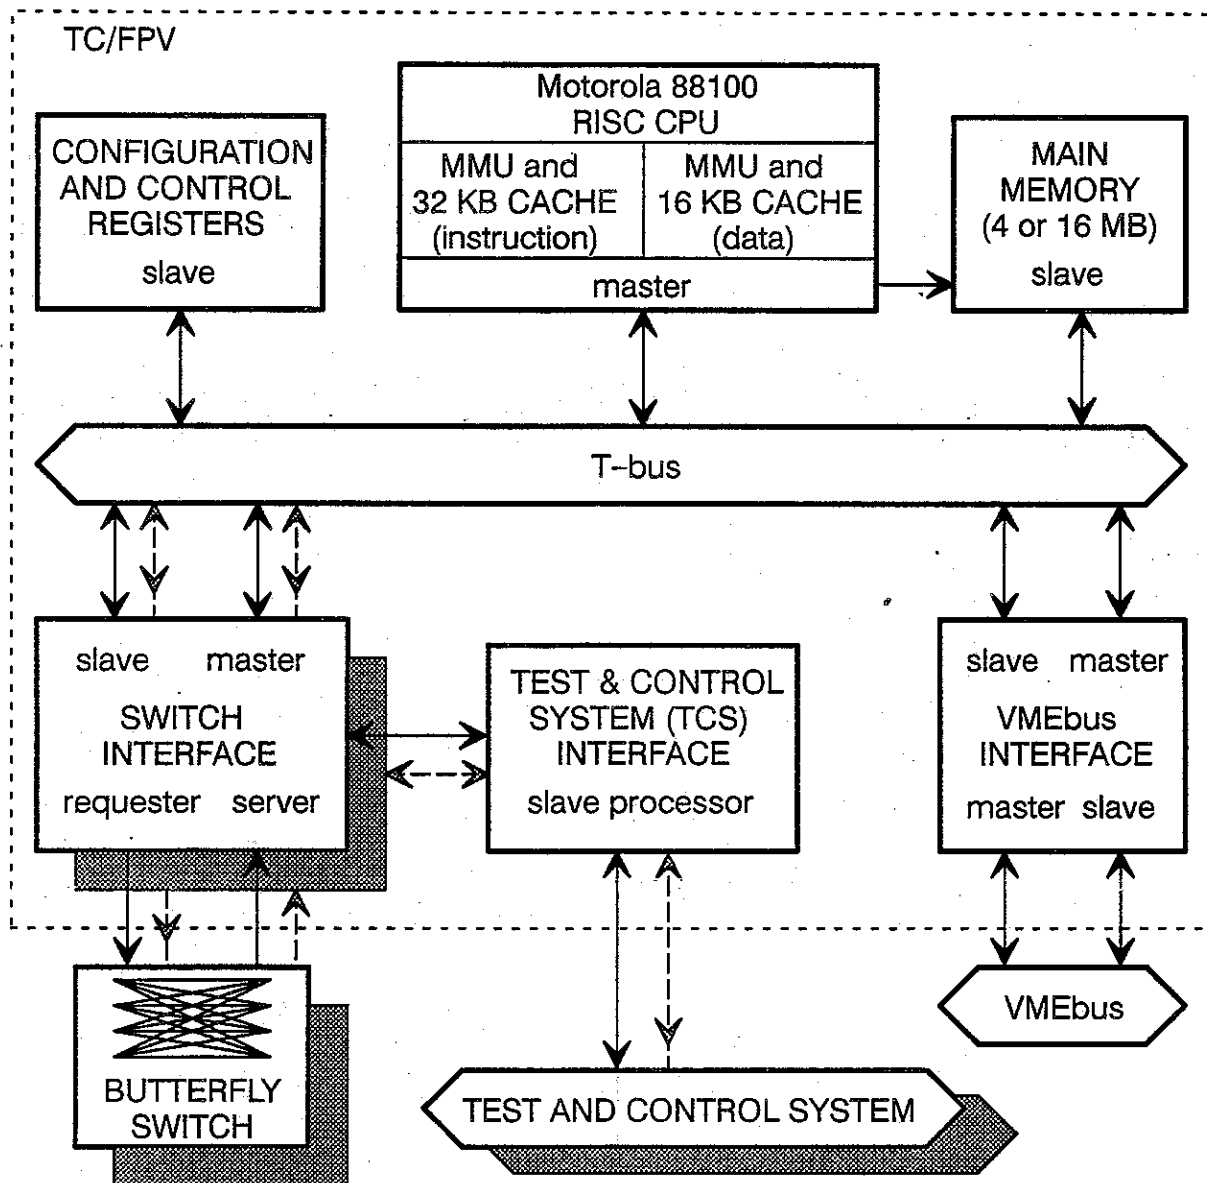 TC/FPV
Motorola 88100
RISC CPU
MMU and
32 KB CACHE
(instruction)
MMU and
16 KB CACHE
(data)
master
CONFIGURATION
AND CONTROL
REGISTERS
slave
MAIN
MEMORY
(4 or 16 MB)
slave
T-bus
slave master
SWITCH
INTERFACE
requester server
TEST & CONTROL
SYSTEM (TCS)
INTERFACE
slave processor
slave master
VMEbus
INTERFACE
master slave
BUTTERFLY
SWITCH
TEST AND CONTROL SYSTEM
VMEbus